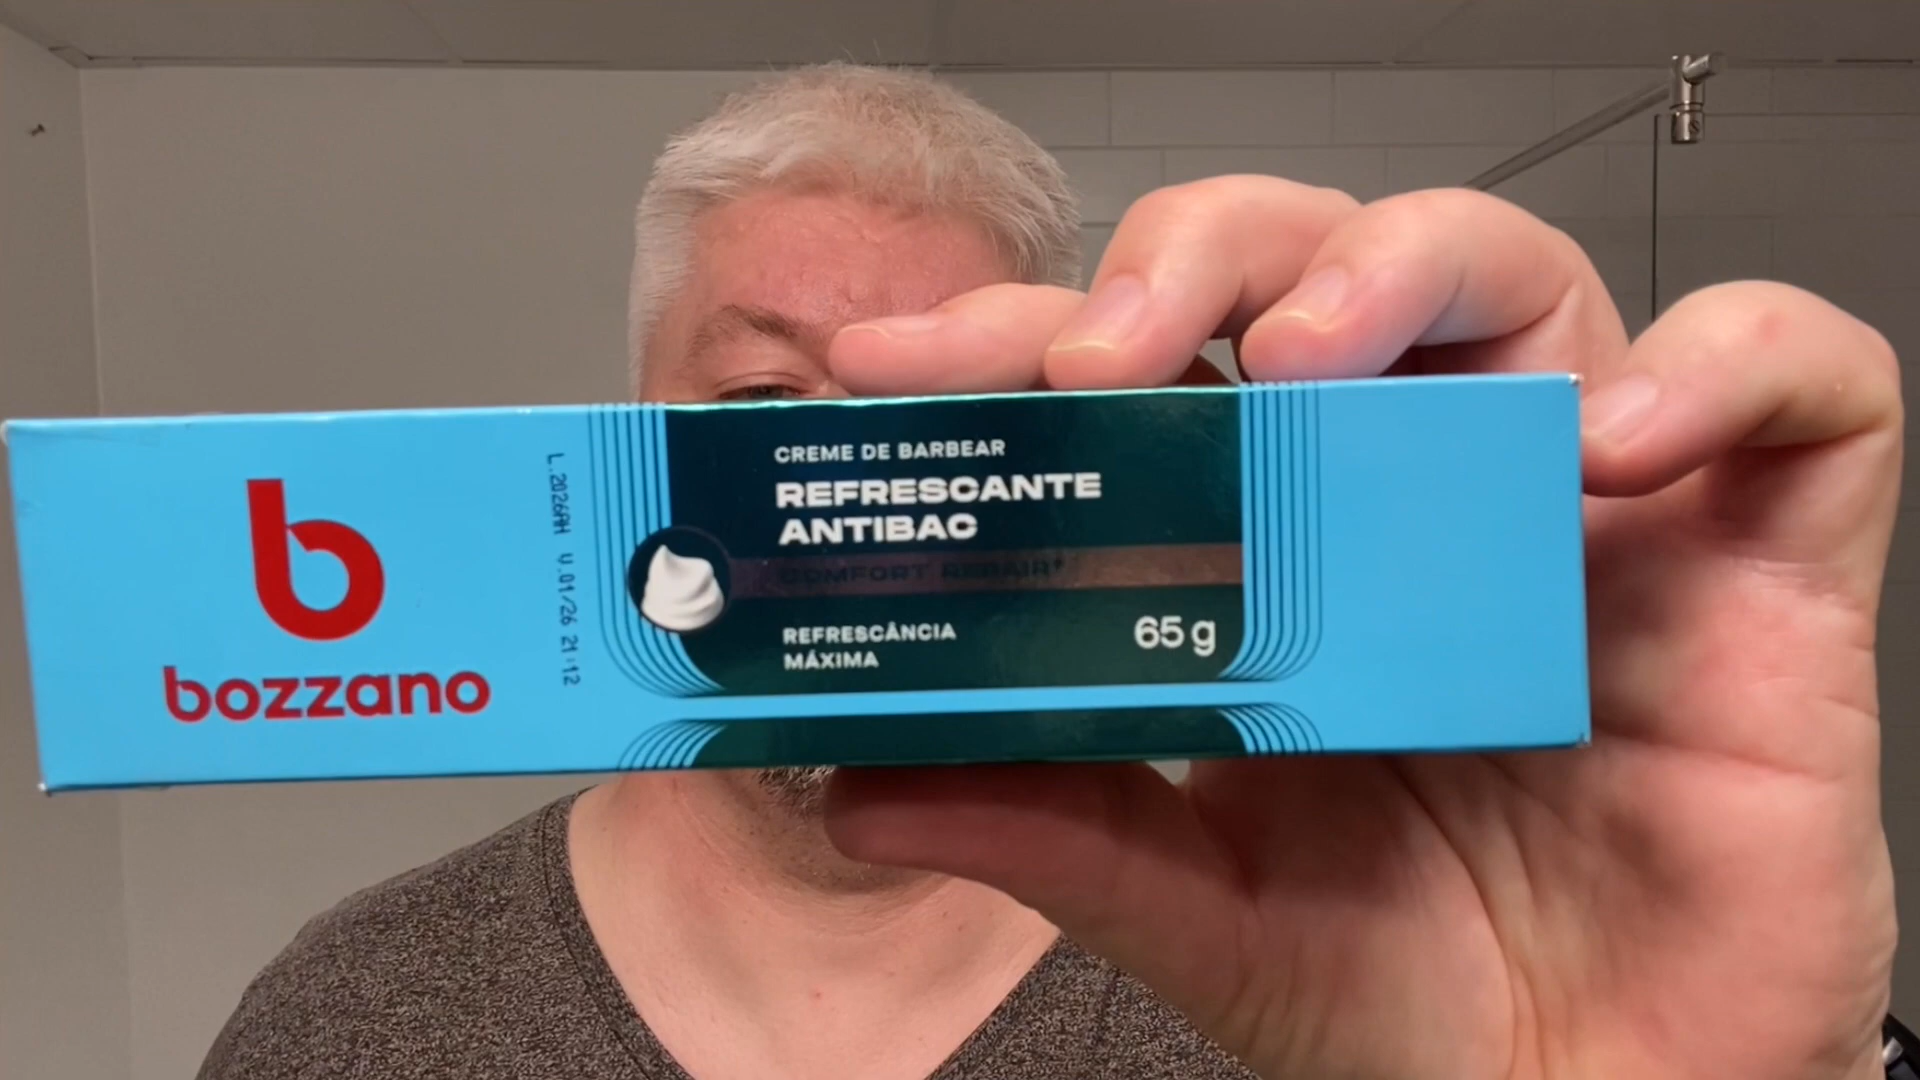 b
bozzano
L.2026AH V.01/26 21:12
CREME DE BARBEAR
REFRESCANTE
ANTIBAC
COMFORT REPAIR+
REFRESCÂNCIA
MÁXIMA
65 g